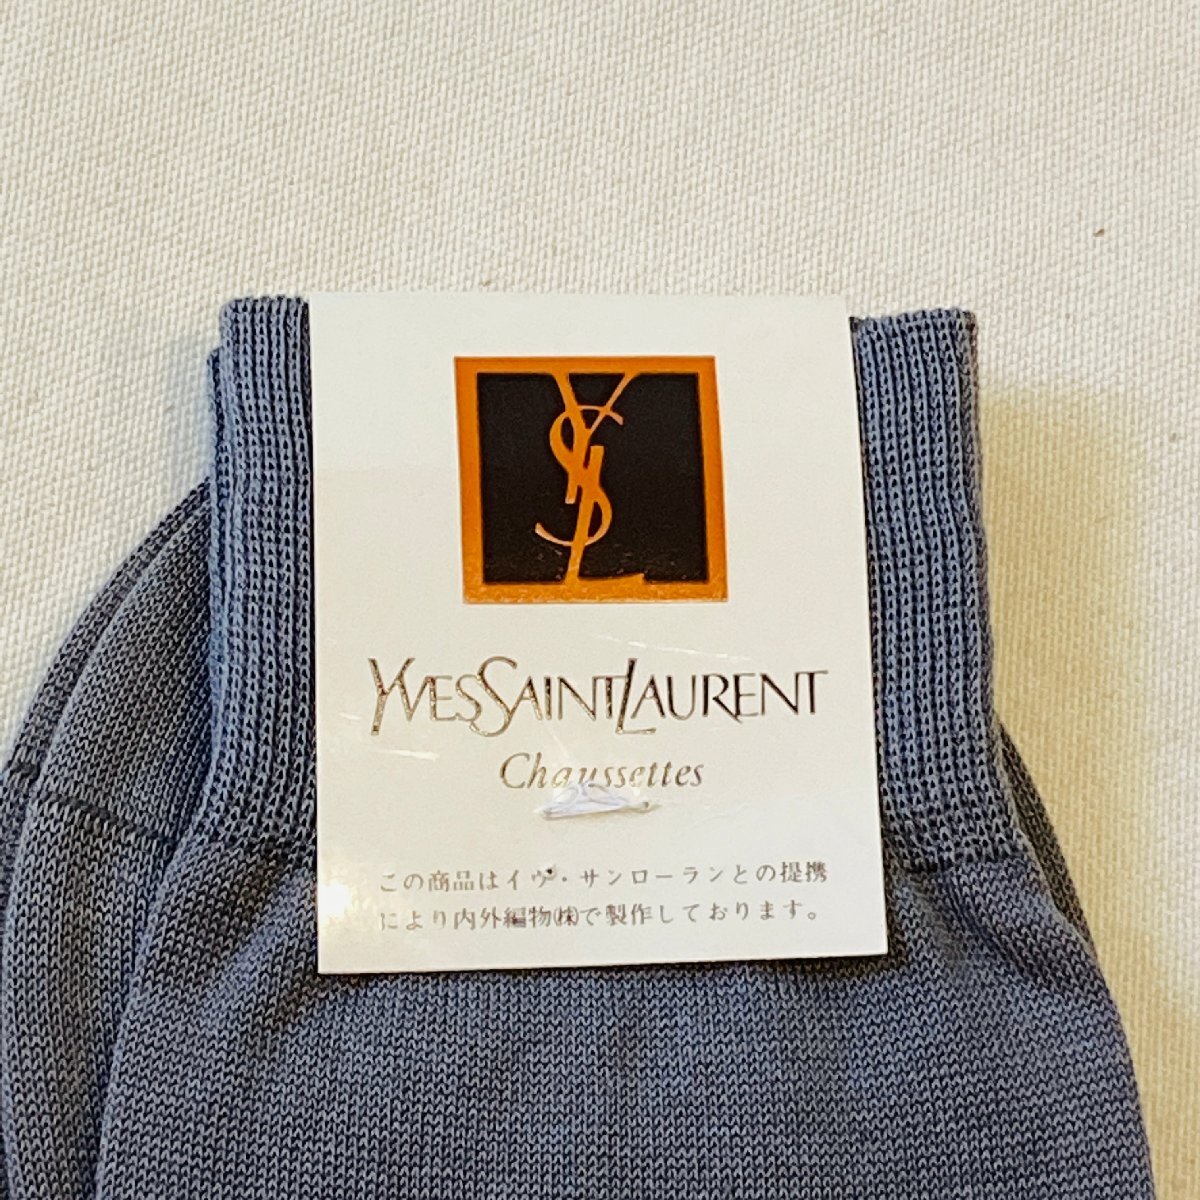 YSL
YVES SAINT LAURENT
Chaussettes
この商品はイヴ・サンローランとの提携
により内外編物㈱で製作しております。